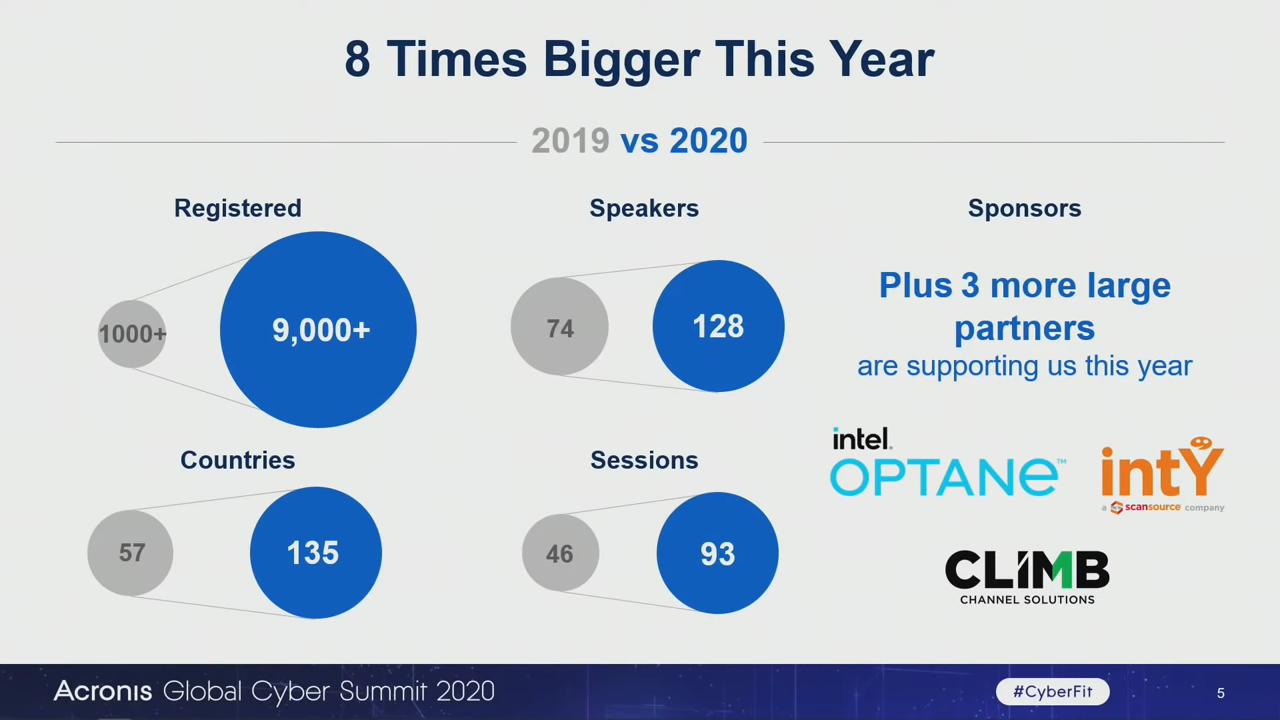 8 Times Bigger This Year
2019 vs 2020
Registered
1000+
9,000+
Speakers
74
128
Sponsors
Plus 3 more large
partners
are supporting us this year
Countries
57
135
Sessions
46
93
intel.
OPTANE™
intY
a scansource company
CLIMB
CHANNEL SOLUTIONS
Acronis Global Cyber Summit 2020
#CyberFit
5